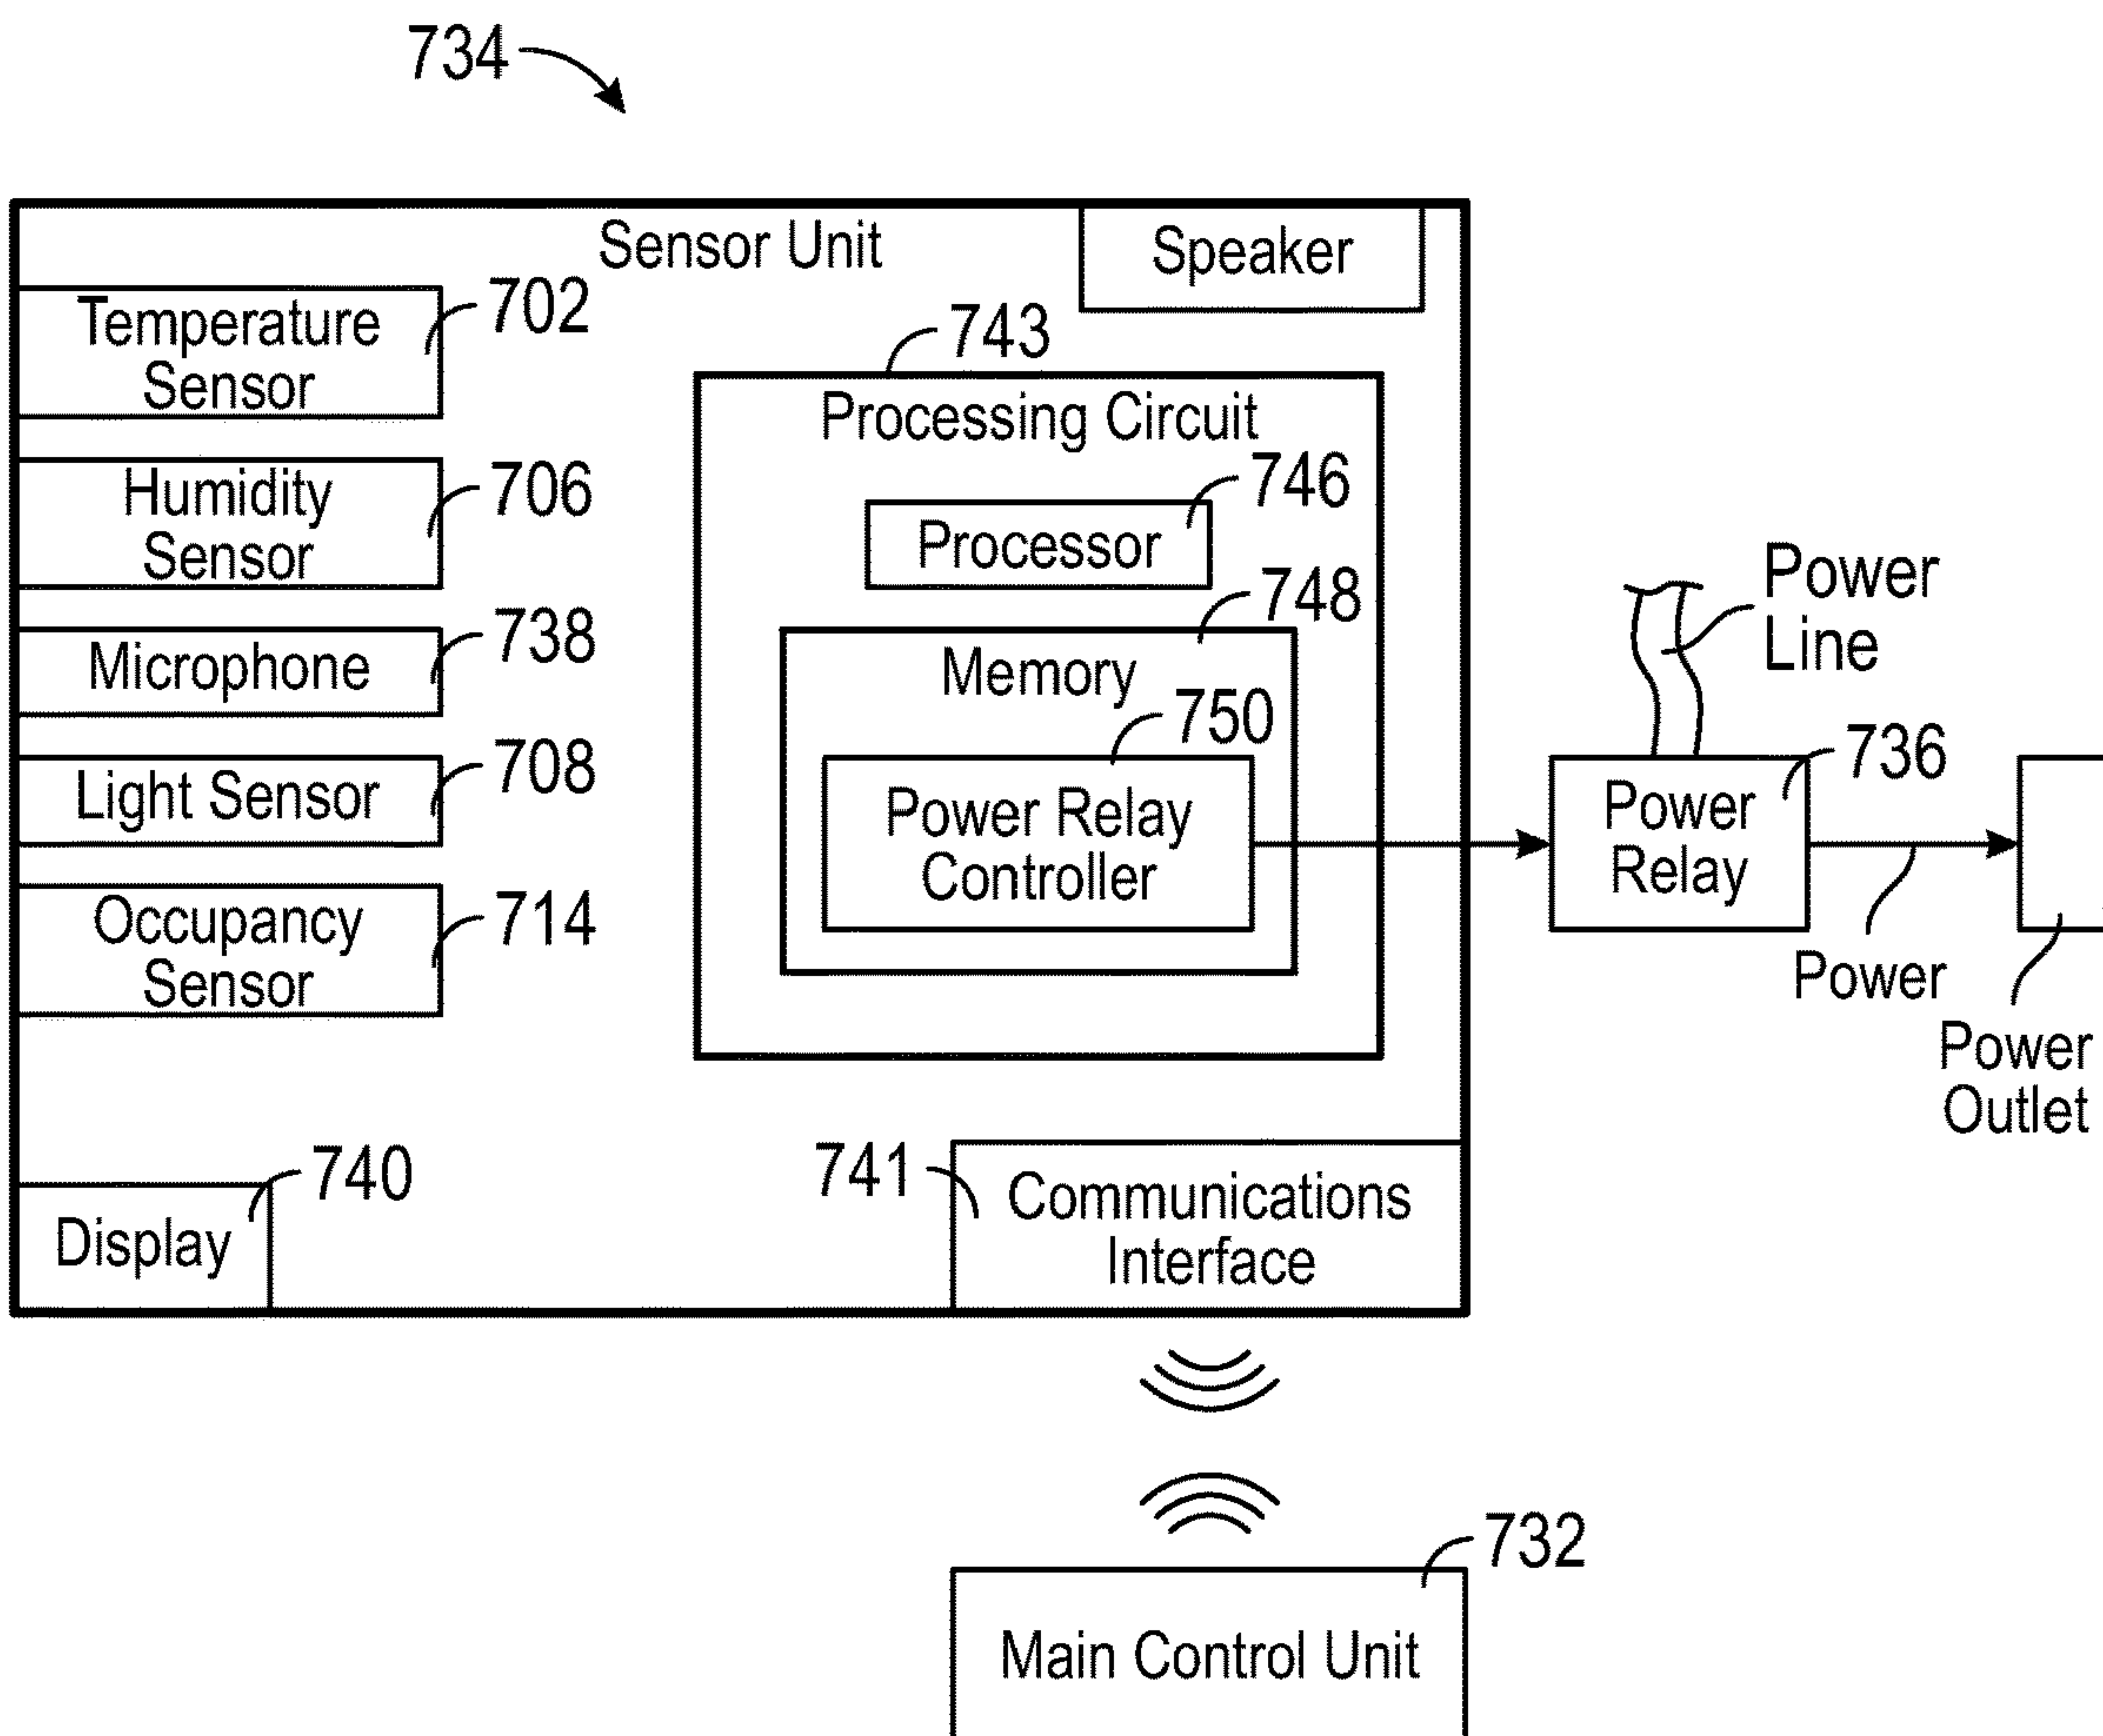 734
Sensor Unit
Speaker
Temperature
Sensor
702
Humidity
Sensor
706
Microphone
738
Light Sensor
708
Occupancy
Sensor
714
743
Processing Circuit
746
Processor
748
Memory
750
Power Relay
Controller
Power
Line
736
Power
Relay
Power
Power
Outlet
740
Display
741
Communications
Interface
732
Main Control Unit